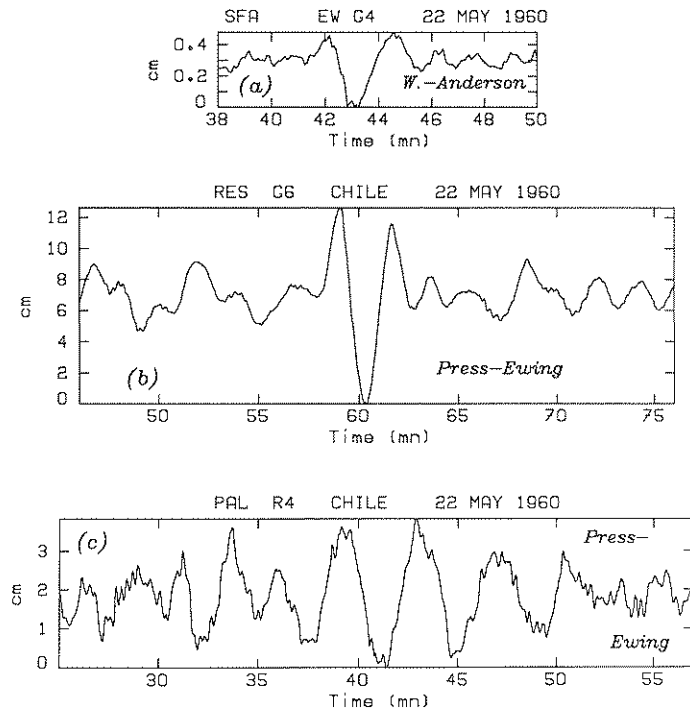 SFA EW G4 22 MAY 1960
0.4
0.2
0
cm
(a)
W.-Anderson
38 40 42 44 46 48 50
Time (mn)
RES G6 CHILE 22 MAY 1960
12
10
8
6
4
2
0
cm
(b)
Press-Ewing
50 55 60 65 70 75
Time (mn)
PAL R4 CHILE 22 MAY 1960
(c)
Press-
3
2
1
0
cm
Ewing
30 35 40 45 50 55
Time (mn)